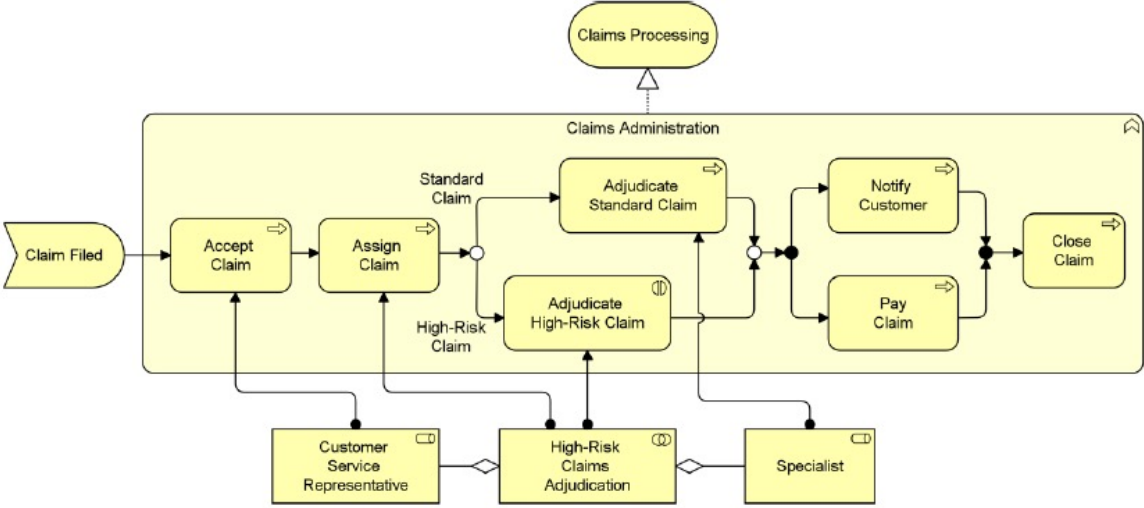 Claims Processing
Claims Administration
Standard
Claim
Adjudicate
Standard Claim
Notify
Customer
Claim Filed
Accept
Claim
Assign
Claim
Close
Claim
High-Risk
Claim
Adjudicate
High-Risk Claim
Pay
Claim
Customer
Service
Representative
High-Risk
Claims
Adjudication
Specialist